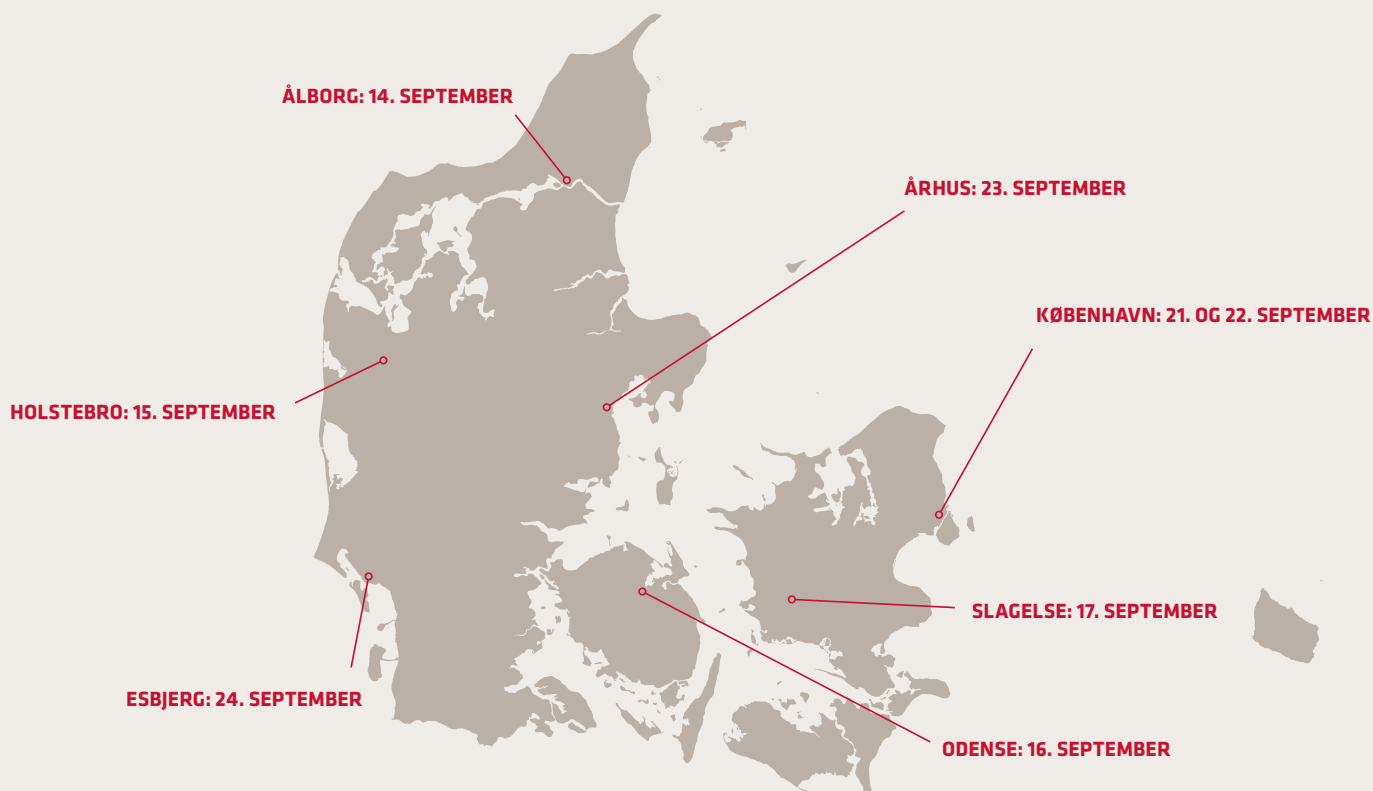 ÅLBORG: 14. SEPTEMBER
ÅRHUS: 23. SEPTEMBER
KØBENHAVN: 21. OG 22. SEPTEMBER
HOLSTEBRO: 15. SEPTEMBER
SLAGELSE: 17. SEPTEMBER
ESBJERG: 24. SEPTEMBER
ODENSE: 16. SEPTEMBER